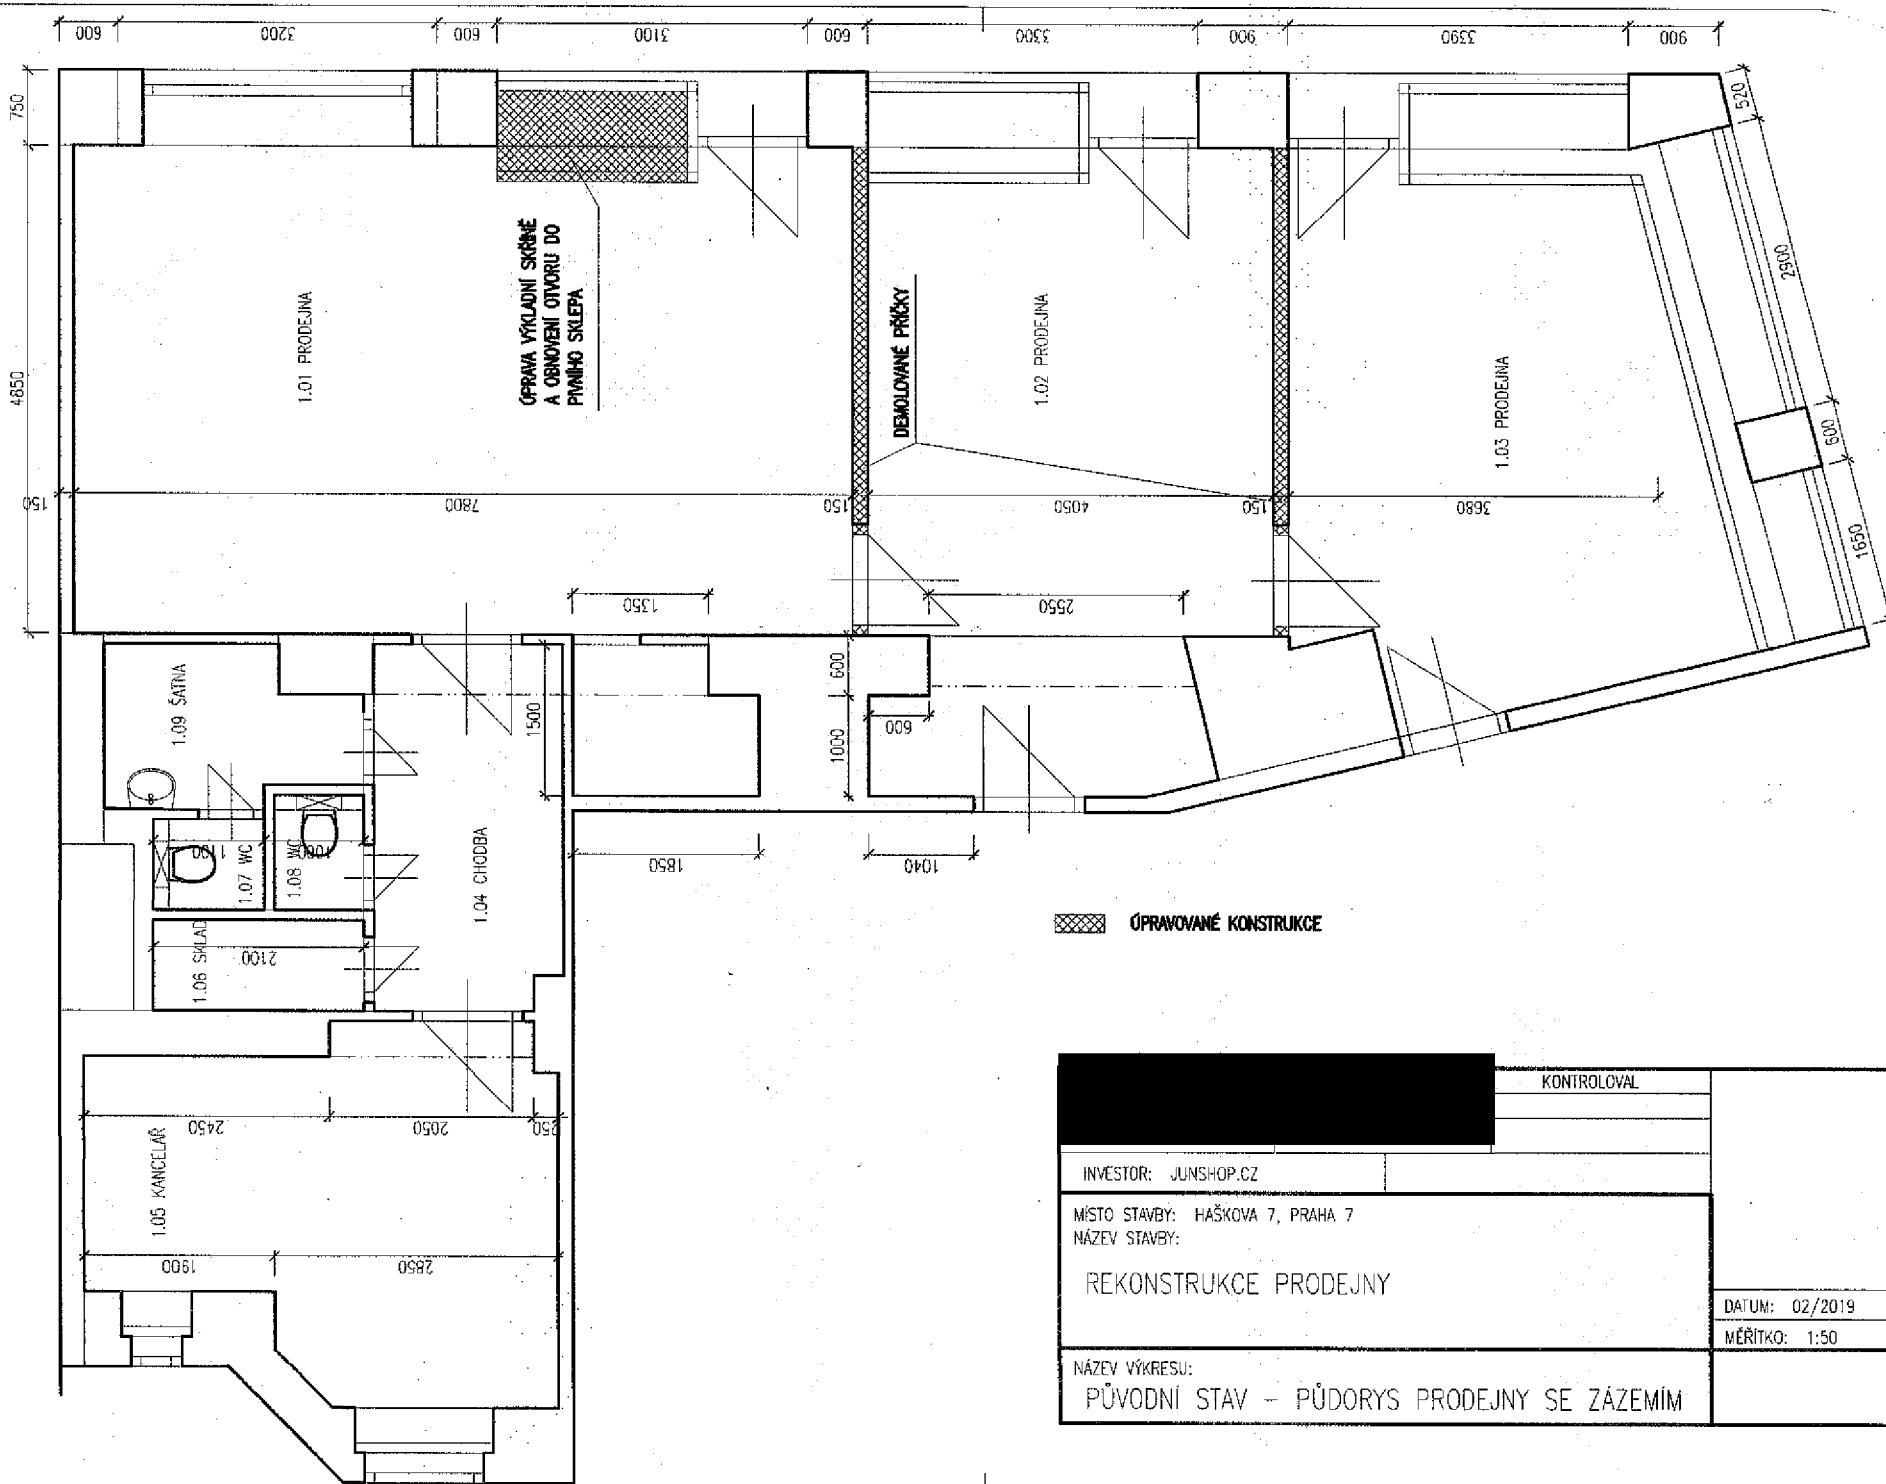 600
3200
600
3100
600
3300
900
3390
900
750
520
2900
4850
1.01 PRODEJNA
ÚPRAVA VÝKLADNÍ SKŘÍNĚ
A OBNOVENÍ OTVORU DO
PIVNÍHO SKLEPA
DEMOLOVANÉ PŘÍČKY
1.02 PRODEJNA
1.03 PRODEJNA
600
150
7800
150
4050
150
3680
1650
1350
2550
1.09 ŠATNA
1500
600
600
1000
1100
1.07 WC
1000
1.08 WC
1.04 CHODBA
1850
1040
1.06 SKLAD
2100
ÚPRAVOVANÉ KONSTRUKCE
2450
2050
250
1.05 KANCELÁŘ
1900
2850
KONTROLOVAL
INVESTOR: JUNSHOP.CZ
MÍSTO STAVBY: HAŠKOVA 7, PRAHA 7
NÁZEV STAVBY:
REKONSTRUKCE PRODEJNY
DATUM: 02/2019
MĚŘÍTKO: 1:50
NÁZEV VÝKRESU:
PŮVODNÍ STAV – PŮDORYS PRODEJNY SE ZÁZEMÍM